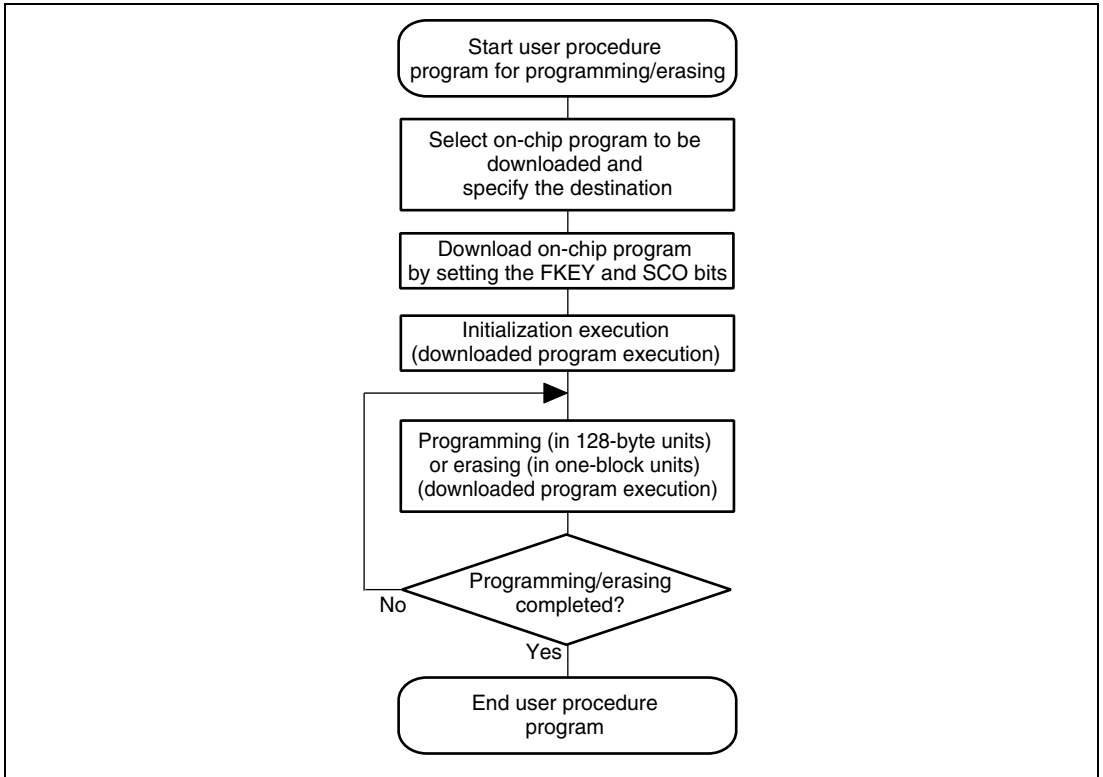 Start user procedure
program for programming/erasing
Select on-chip program to be
downloaded and
specify the destination
Download on-chip program
by setting the FKEY and SCO bits
Initialization execution
(downloaded program execution)
Programming (in 128-byte units)
or erasing (in one-block units)
(downloaded program execution)
Programming/erasing
completed?
No
Yes
End user procedure
program